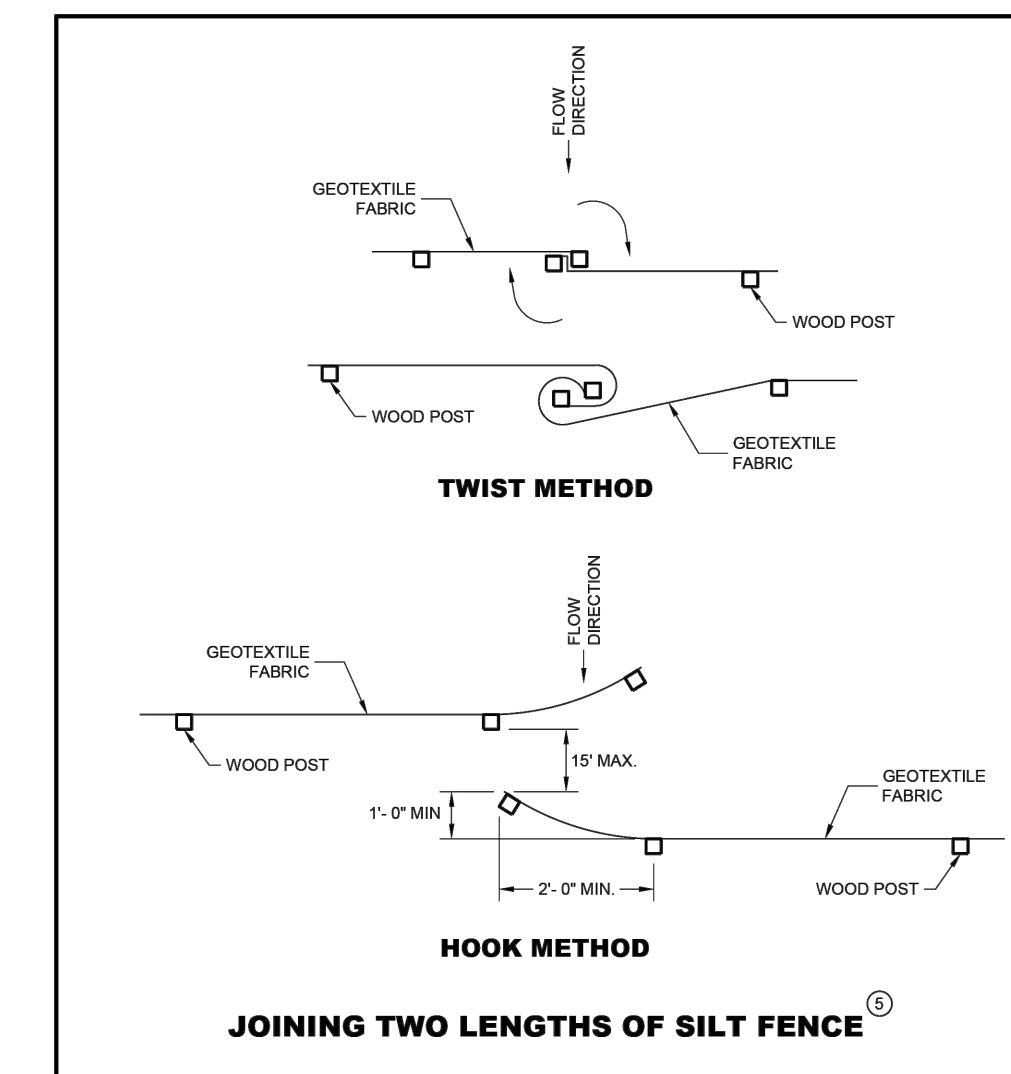 FLOW
DIRECTION
GEOTEXTILE
FABRIC
WOOD POST
WOOD POST
GEOTEXTILE
FABRIC
TWIST METHOD
FLOW
DIRECTION
GEOTEXTILE
FABRIC
WOOD POST
15' MAX.
GEOTEXTILE
FABRIC
1'- 0" MIN
2'- 0" MIN.
WOOD POST
HOOK METHOD
JOINING TWO LENGTHS OF SILT FENCE 5